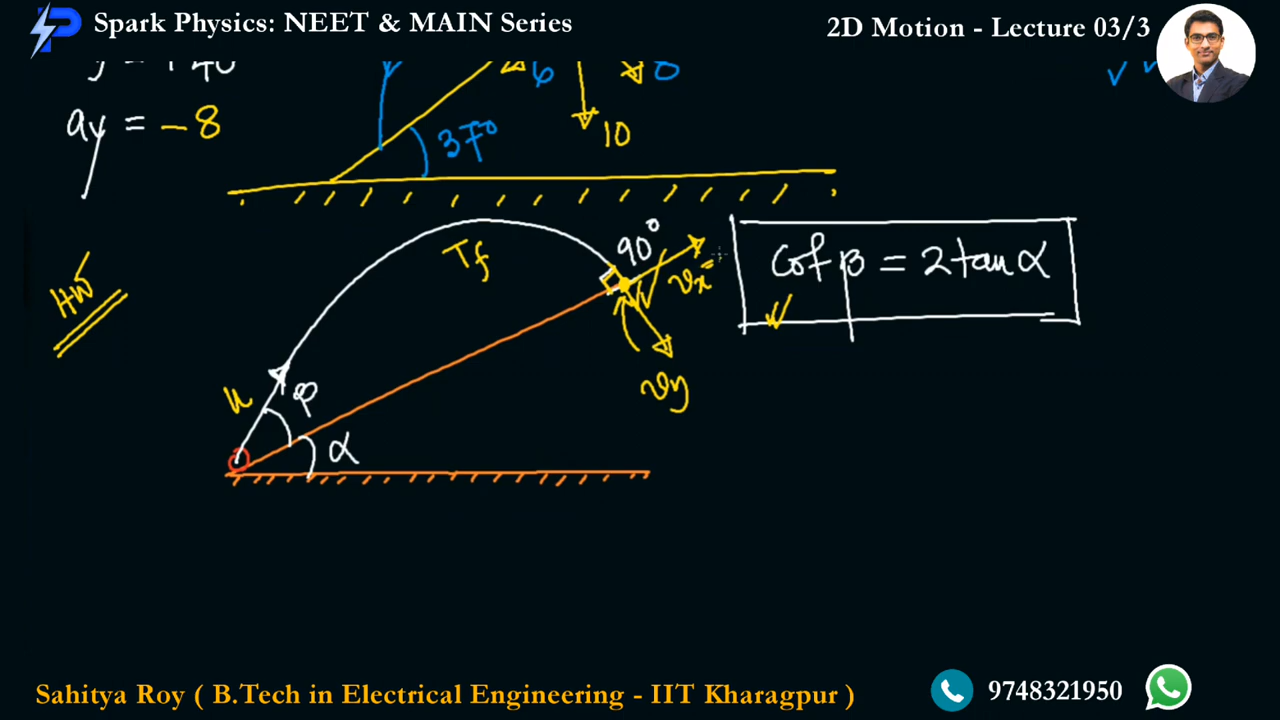 Spark Physics: NEET & MAIN Series
2D Motion - Lecture 03/3
ay = -8
6
8
10
37°
HW
Tf
90°
vx =
cot β = 2 tan α
u
φ
α
vy
Sahitya Roy ( B.Tech in Electrical Engineering - IIT Kharagpur )
9748321950